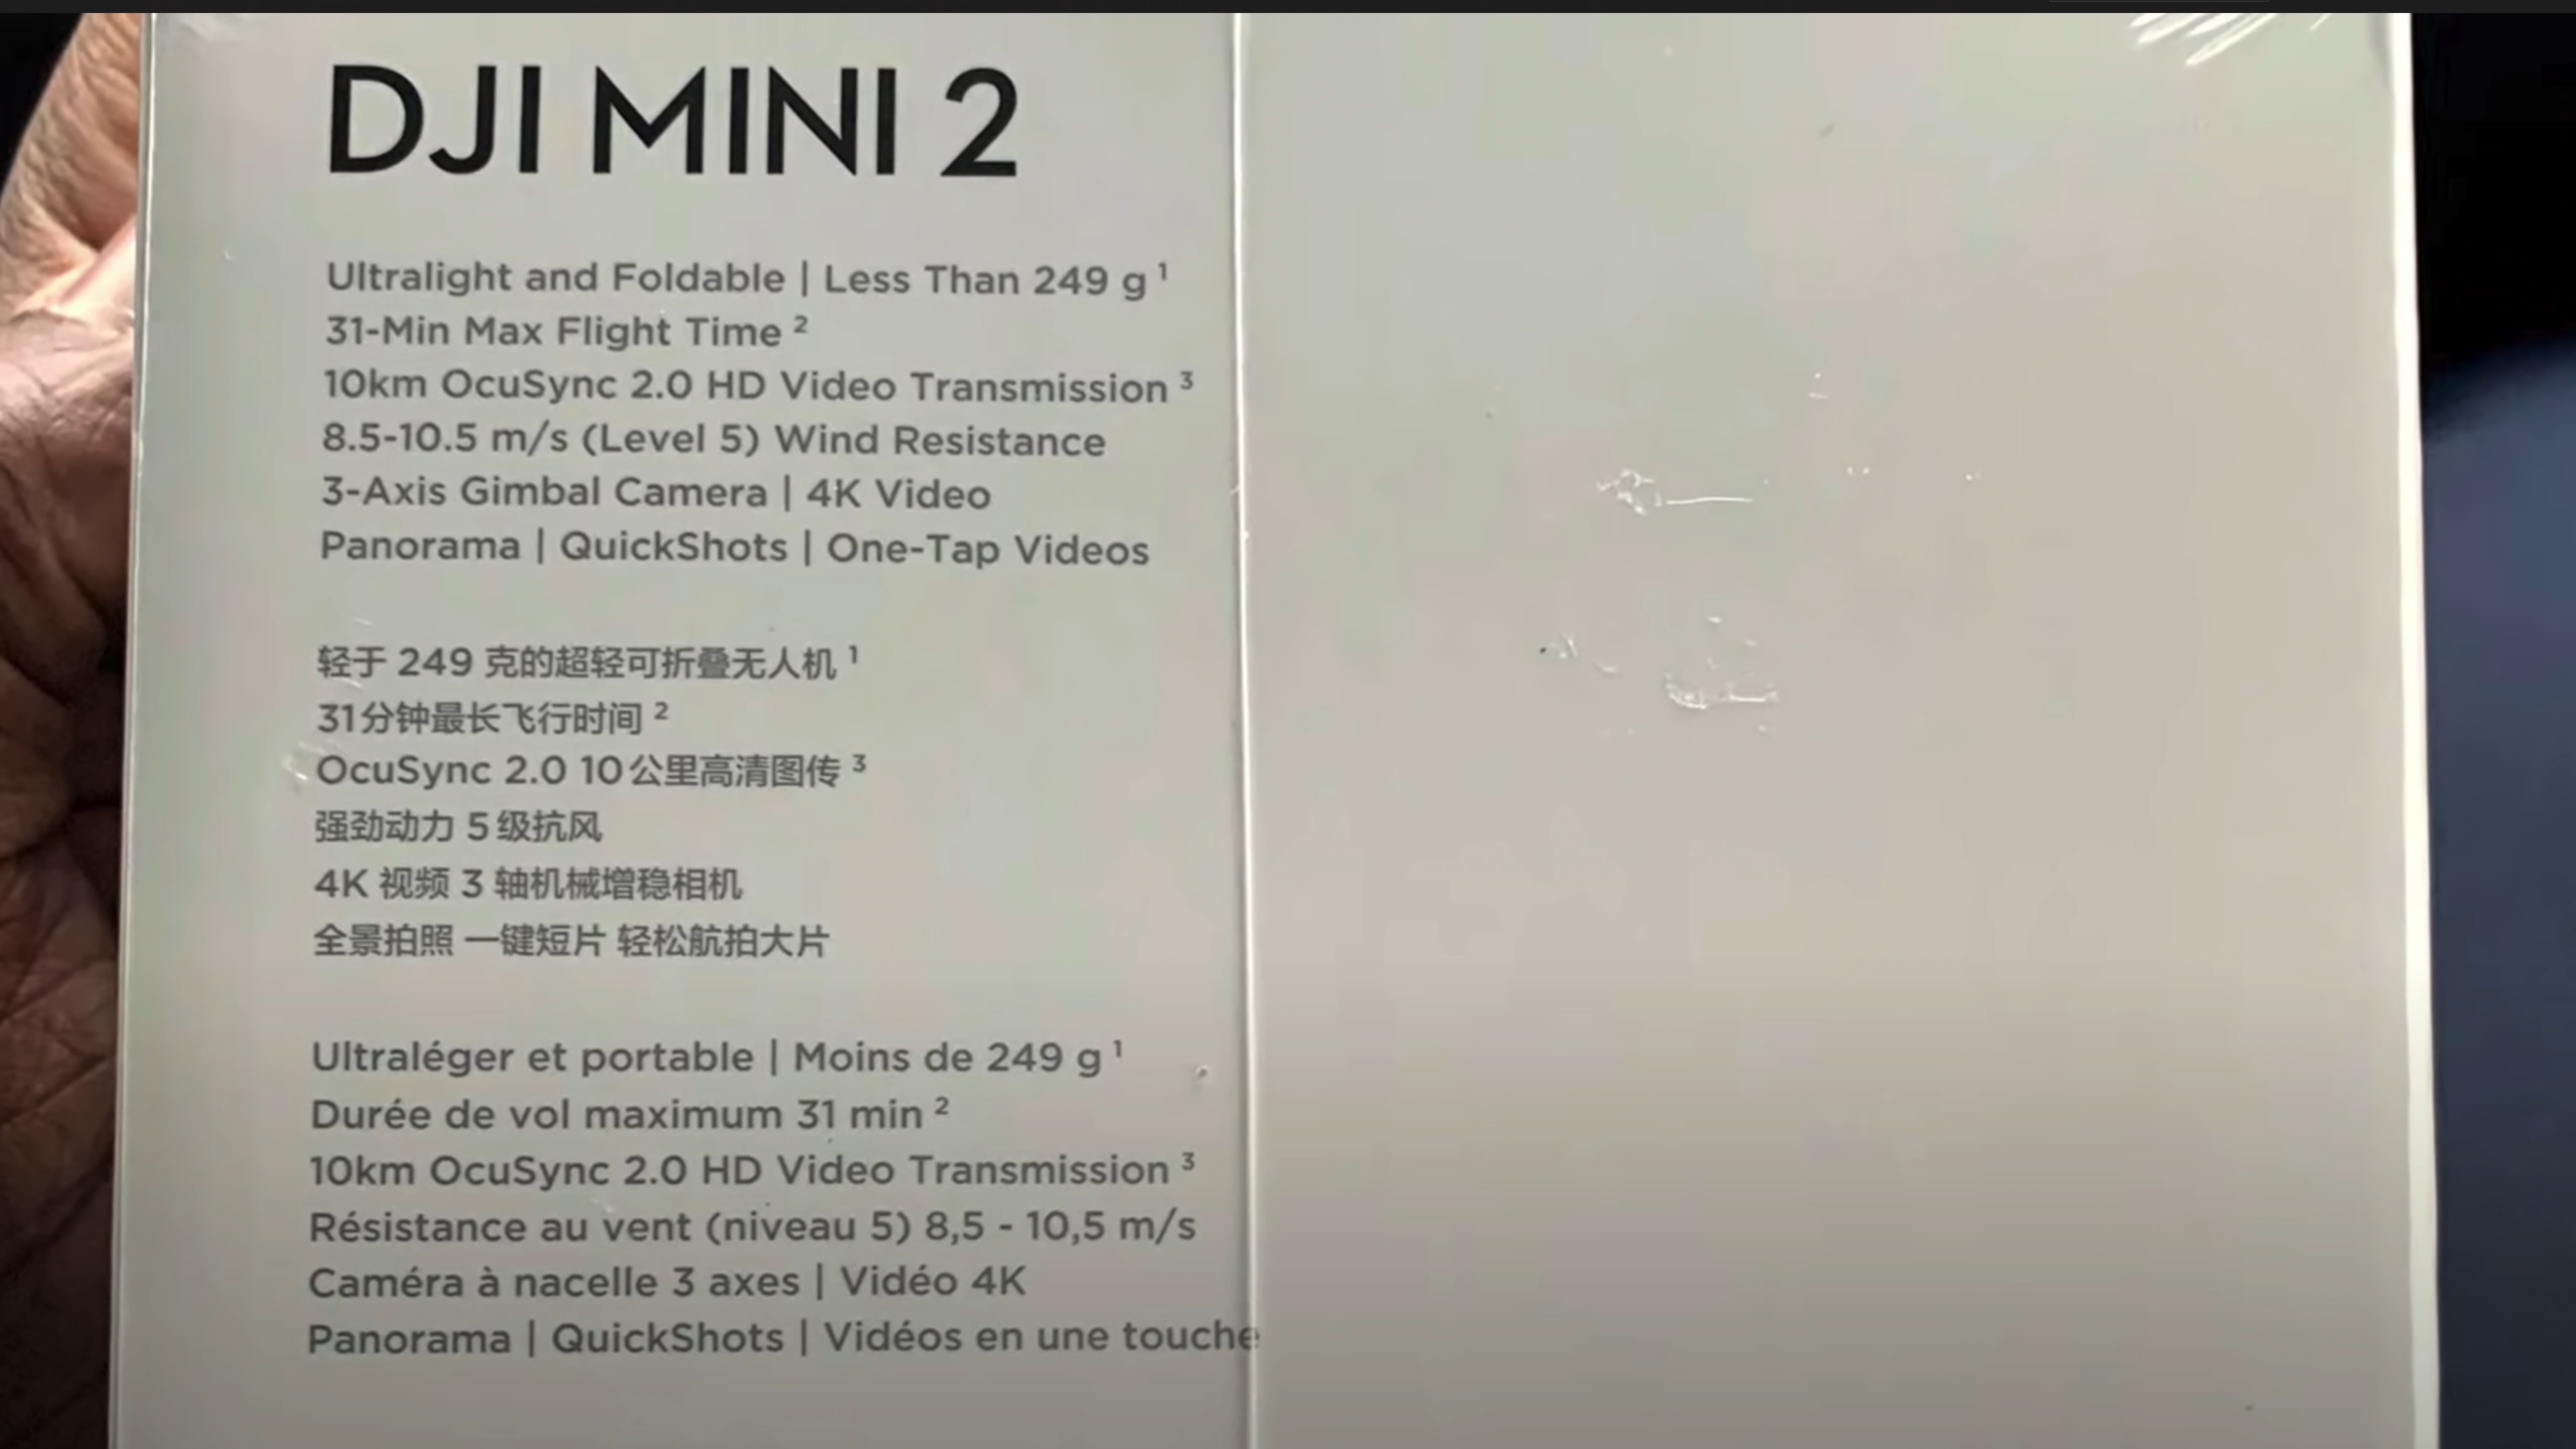 DJI MINI 2
Ultralight and Foldable | Less Than 249 g ¹
31-Min Max Flight Time ²
10km OcuSync 2.0 HD Video Transmission ³
8.5-10.5 m/s (Level 5) Wind Resistance
3-Axis Gimbal Camera | 4K Video
Panorama | QuickShots | One-Tap Videos
轻于 249 克的超轻可折叠无人机 ¹
31分钟最长飞行时间 ²
OcuSync 2.0 10公里高清图传 ³
强劲动力 5 级抗风
4K 视频 3 轴机械增稳相机
全景拍照 一键短片 轻松航拍大片
Ultraléger et portable | Moins de 249 g ¹
Durée de vol maximum 31 min ²
10km OcuSync 2.0 HD Video Transmission ³
Résistance au vent (niveau 5) 8,5 - 10,5 m/s
Caméra à nacelle 3 axes | Vidéo 4K
Panorama | QuickShots | Vidéos en une touche